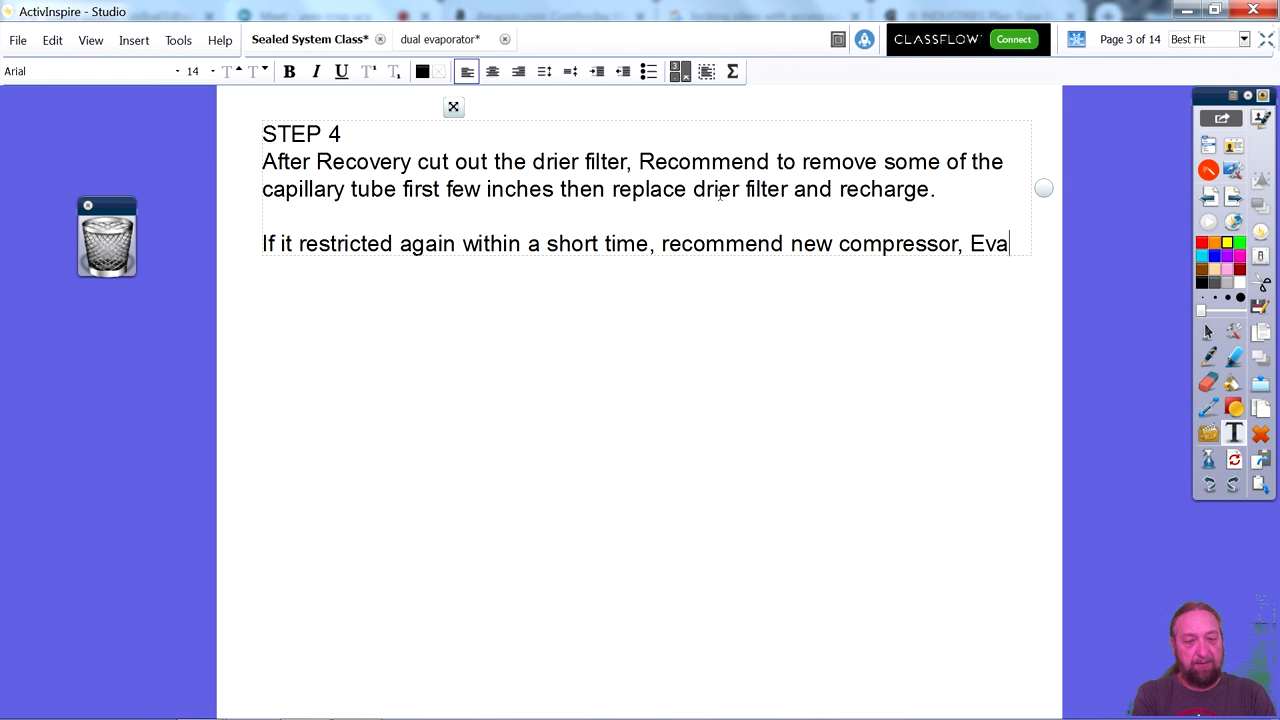 ActivInspire - Studio
File Edit View Insert Tools Help Sealed System Class* dual evaporator* CLASSFLOW Connect Page 3 of 14 Best Fit
Arial 14 B I U T¹ T₁ Σ
STEP 4
After Recovery cut out the drier filter, Recommend to remove some of the
capillary tube first few inches then replace drier filter and recharge.
If it restricted again within a short time, recommend new compressor, Eva